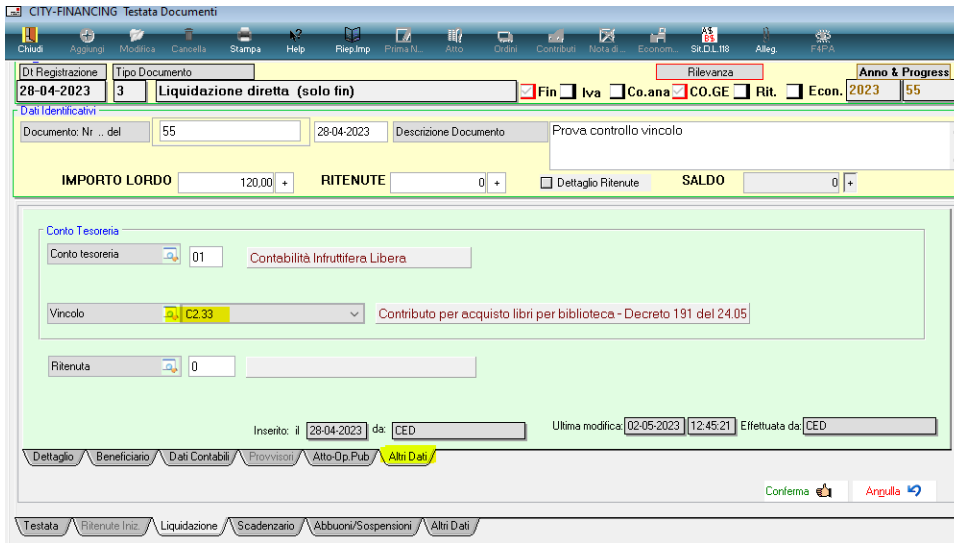 CITY-FINANCING Testata Documenti
Chiudi Aggiungi Modifica Cancella Stampa Help Riep.Imp Prima N... Atto Ordini Contributi Nota di... Econom... Sit.D.L.118 Alleg. F4PA
Dt Registrazione Tipo Documento Rilevanza Anno & Progress
28-04-2023 3 Liquidazione diretta (solo fin) Fin Iva Co.ana CO.GE Rit. Econ. 2023 55
Dati Identificativi
Documento: Nr .. del 55 28-04-2023 Descrizione Documento Prova controllo vincolo
IMPORTO LORDO 120,00 + RITENUTE 0 + Dettaglio Ritenute SALDO 0 +
Conto Tesoreria
Conto tesoreria 01 Contabilità Infruttifera Libera
Vincolo C2.33 Contributo per acquisto libri per biblioteca - Decreto 191 del 24.05
Ritenuta 0
Inserito: il 28-04-2023 da: CED Ultima modifica: 02-05-2023 12:45:21 Effettuata da: CED
Dettaglio Beneficiario Dati Contabili Provvisori Atto-Op.Pub Altri Dati
Conferma Annulla
Testata Ritenute Iniz. Liquidazione Scadenzario Abbuoni/Sospensioni Altri Dati